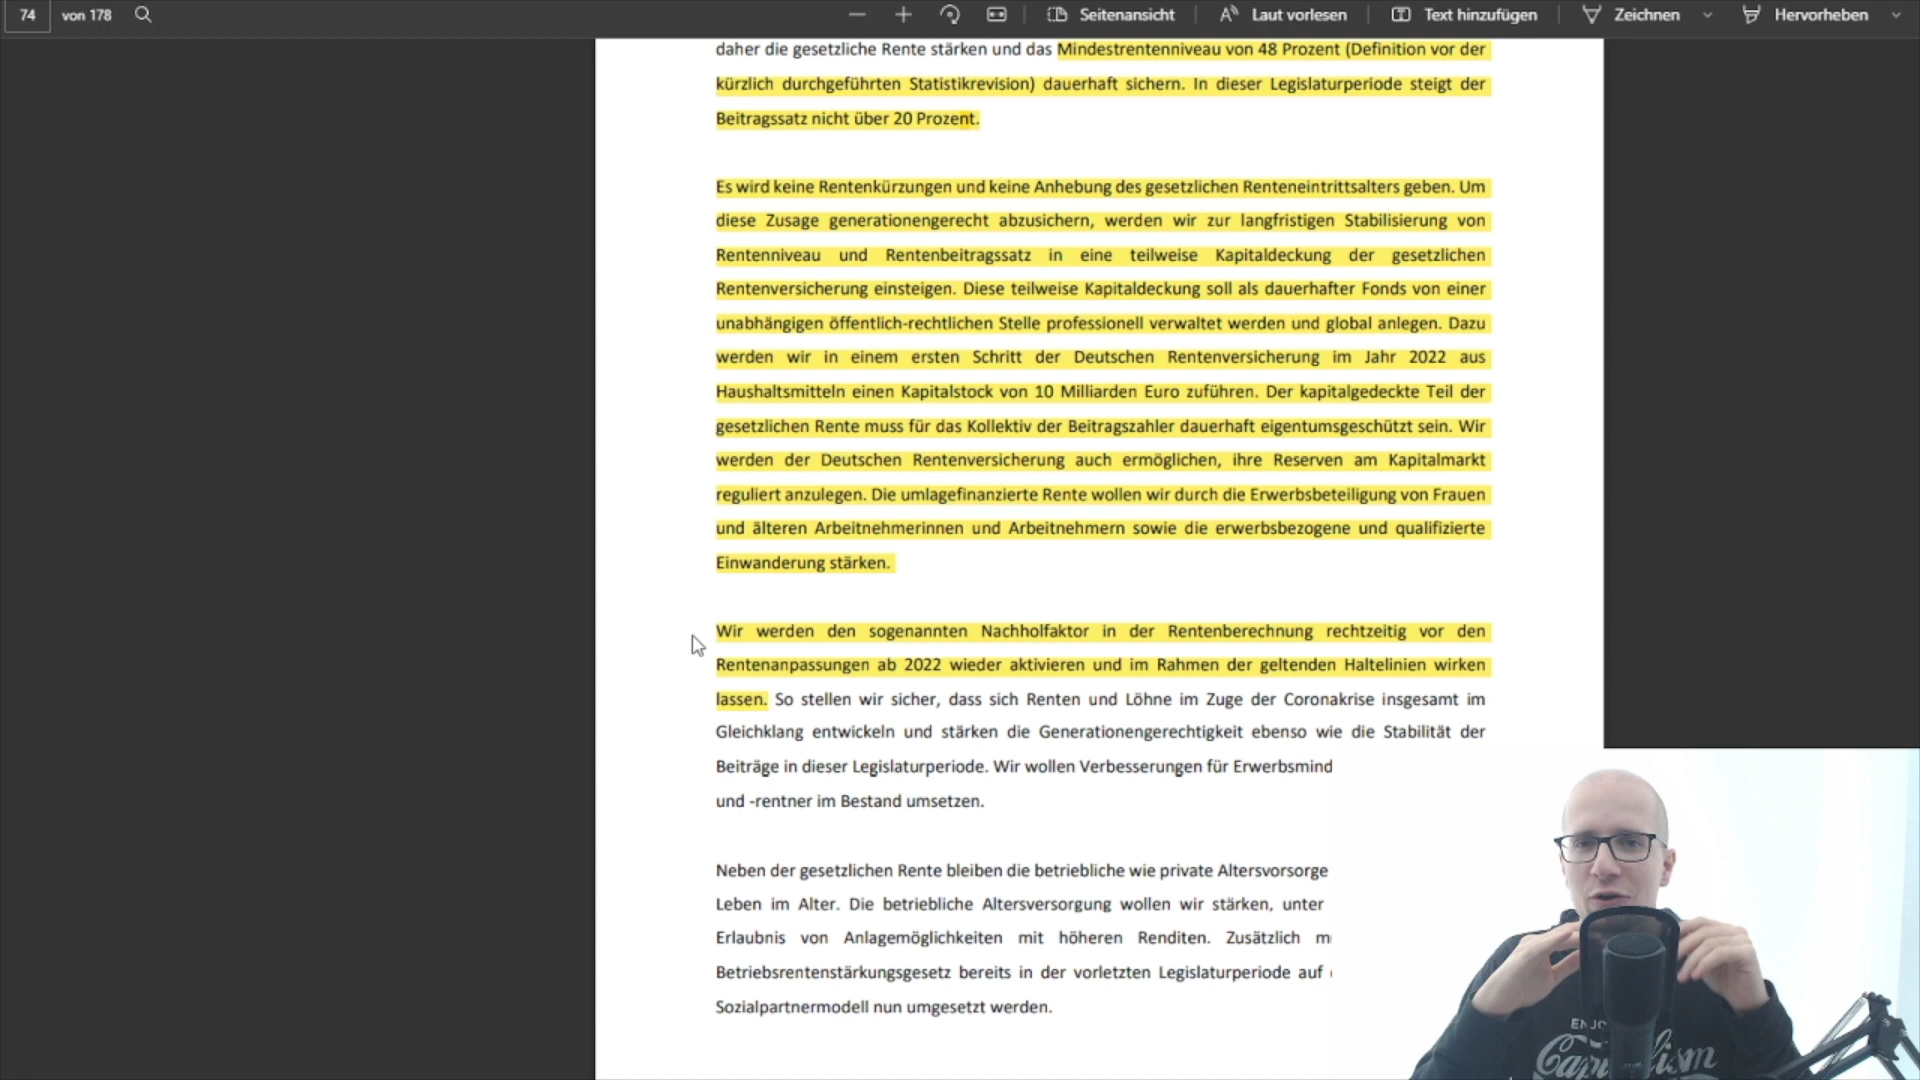 74 von 178 Seitenansicht Laut vorlesen Text hinzufügen Zeichnen Hervorheben
daher die gesetzliche Rente stärken und das Mindestrentenniveau von 48 Prozent (Definition vor der
kürzlich durchgeführten Statistikrevision) dauerhaft sichern. In dieser Legislaturperiode steigt der
Beitragssatz nicht über 20 Prozent.
Es wird keine Rentenkürzungen und keine Anhebung des gesetzlichen Renteneintrittsalters geben. Um
diese Zusage generationengerecht abzusichern, werden wir zur langfristigen Stabilisierung von
Rentenniveau und Rentenbeitragssatz in eine teilweise Kapitaldeckung der gesetzlichen
Rentenversicherung einsteigen. Diese teilweise Kapitaldeckung soll als dauerhafter Fonds von einer
unabhängigen öffentlich-rechtlichen Stelle professionell verwaltet werden und global anlegen. Dazu
werden wir in einem ersten Schritt der Deutschen Rentenversicherung im Jahr 2022 aus
Haushaltsmitteln einen Kapitalstock von 10 Milliarden Euro zuführen. Der kapitalgedeckte Teil der
gesetzlichen Rente muss für das Kollektiv der Beitragszahler dauerhaft eigentumsgeschützt sein. Wir
werden der Deutschen Rentenversicherung auch ermöglichen, ihre Reserven am Kapitalmarkt
reguliert anzulegen. Die umlagefinanzierte Rente wollen wir durch die Erwerbsbeteiligung von Frauen
und älteren Arbeitnehmerinnen und Arbeitnehmern sowie die erwerbsbezogene und qualifizierte
Einwanderung stärken.
Wir werden den sogenannten Nachholfaktor in der Rentenberechnung rechtzeitig vor den
Rentenanpassungen ab 2022 wieder aktivieren und im Rahmen der geltenden Haltelinien wirken
lassen. So stellen wir sicher, dass sich Renten und Löhne im Zuge der Coronakrise insgesamt im
Gleichklang entwickeln und stärken die Generationengerechtigkeit ebenso wie die Stabilität der
Beiträge in dieser Legislaturperiode. Wir wollen Verbesserungen für Erwerbsmind
und -rentner im Bestand umsetzen.
Neben der gesetzlichen Rente bleiben die betriebliche wie private Altersvorsorge
Leben im Alter. Die betriebliche Altersversorgung wollen wir stärken, unter
Erlaubnis von Anlagemöglichkeiten mit höheren Renditen. Zusätzlich m
Betriebsrentenstärkungsgesetz bereits in der vorletzten Legislaturperiode auf
Sozialpartnermodell nun umgesetzt werden.